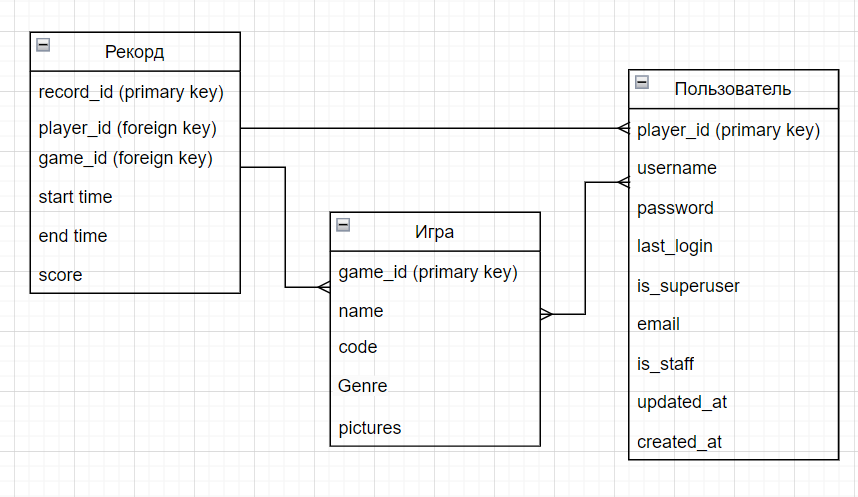 Рекорд
record_id (primary key)
player_id (foreign key)
game_id (foreign key)
start time
end time
score
Игра
game_id (primary key)
name
code
Genre
pictures
Пользователь
player_id (primary key)
username
password
last_login
is_superuser
email
is_staff
updated_at
created_at